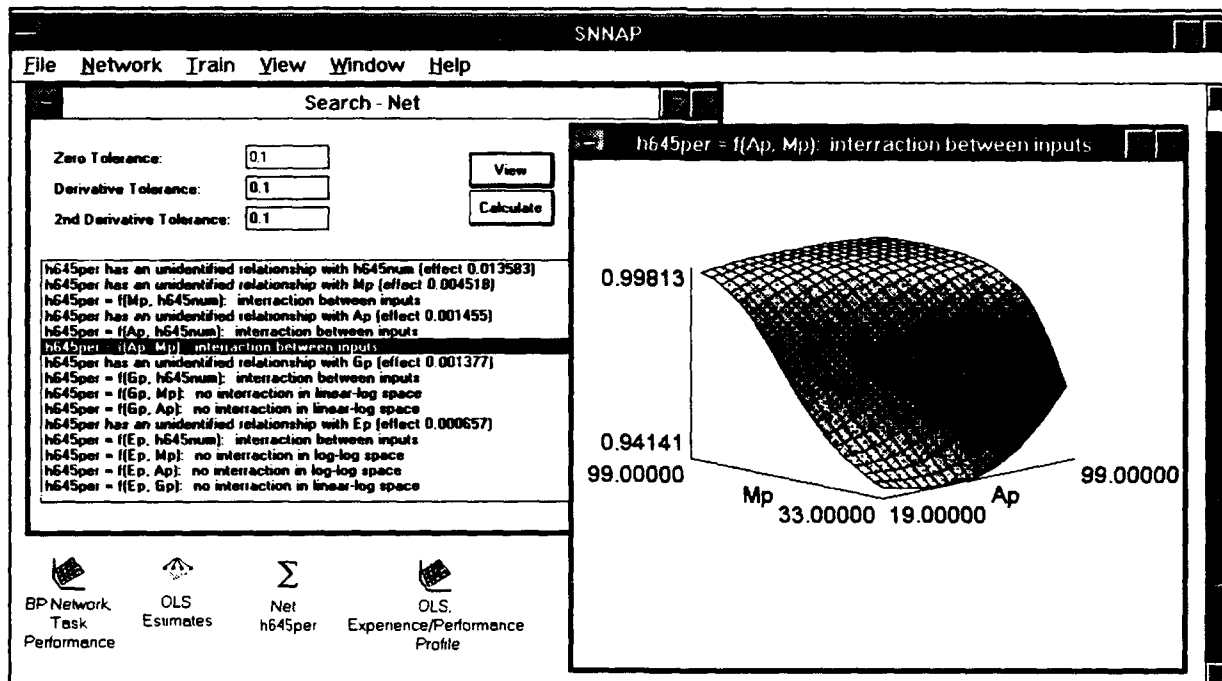 SNNAP
File Network Train View Window Help
Search - Net
Zero Tolerance: 0.1
Derivative Tolerance: 0.1
2nd Derivative Tolerance: 0.1
View
Calculate
h645per has an unidentified relationship with h645num (effect 0.013583)
h645per has an unidentified relationship with Mp (effect 0.004518)
h645per = f(Mp, h645num): interraction between inputs
h645per has an unidentified relationship with Ap (effect 0.001455)
h645per = f(Ap, h645num): interraction between inputs
h645per = f(Ap, Mp): interraction between inputs
h645per has an unidentified relationship with Gp (effect 0.001377)
h645per = f(Gp, h645num): interraction between inputs
h645per = f(Gp, Mp): no interraction in linear-log space
h645per = f(Gp, Ap): no interraction in linear-log space
h645per has an unidentified relationship with Ep (effect 0.000657)
h645per = f(Ep, h645num): interraction between inputs
h645per = f(Ep, Mp): no interraction in log-log space
h645per = f(Ep, Ap): no interraction in log-log space
h645per = f(Ep, Gp): no interraction in linear-log space
BP Network,
Task
Performance
OLS
Estimates
Net
h645per
OLS,
Experience/Performance
Profile
h645per = f(Ap, Mp): interraction between inputs
0.99813
0.94141
99.00000
Mp
33.00000
19.00000
Ap
99.00000